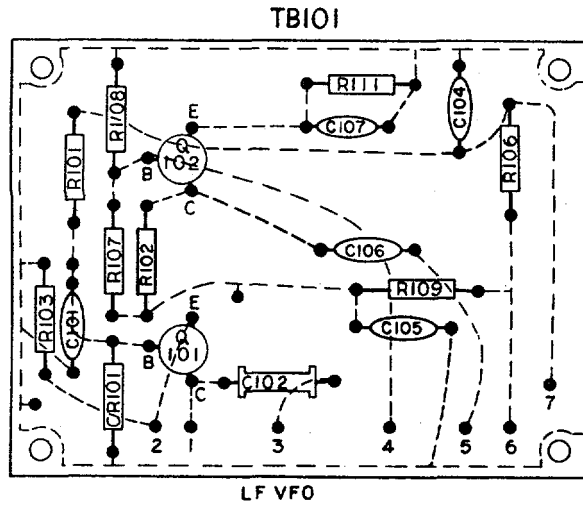 TB101
R108
E
R111
C107
C104
R101
Q
102
B
R106
C
R107
R102
C106
E
R109
R103
C101
Q
101
B
C105
CR101
C
C102
7
2
1
3
4
5
6
LF VFO